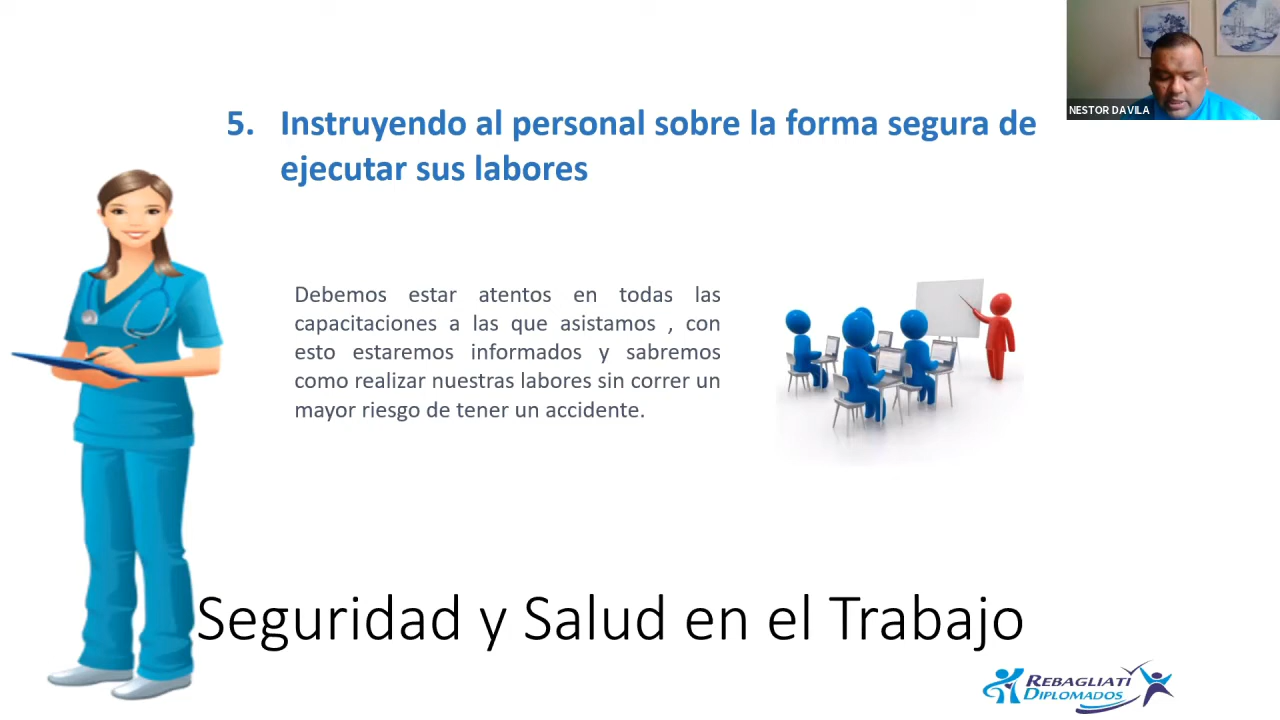 NESTOR DAVILA
5. Instruyendo al personal sobre la forma segura de
ejecutar sus labores
Debemos estar atentos en todas las
capacitaciones a las que asistamos , con
esto estaremos informados y sabremos
como realizar nuestras labores sin correr un
mayor riesgo de tener un accidente.
Seguridad y Salud en el Trabajo
REBAGLIATI
DIPLOMADOS